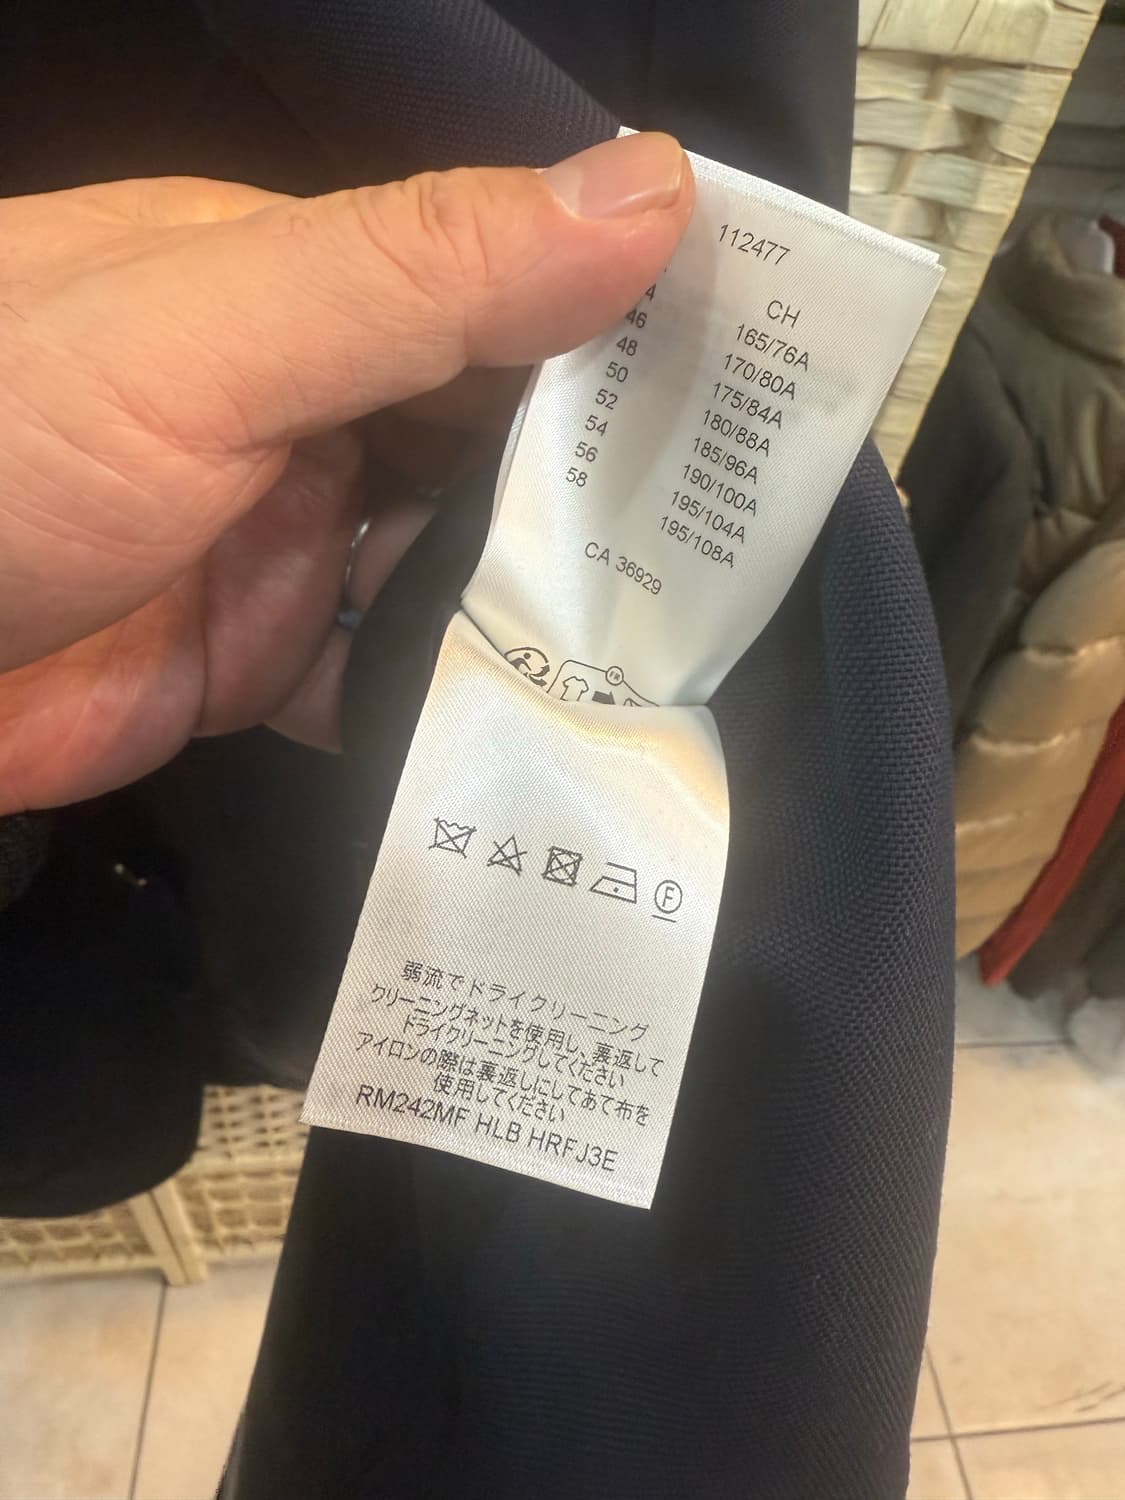 112477
CH
4 165/76A
46 170/80A
48 175/84A
50 180/88A
52 185/96A
54 190/100A
56 195/104A
58 195/108A
CA 36929
FR
F
弱流でドライクリーニング
クリーニングネットを使用し、裏返して
ドライクリーニングしてください
アイロンの際は裏返しにしてあて布を
使用してください
RM242MF HLB HRFJ3E